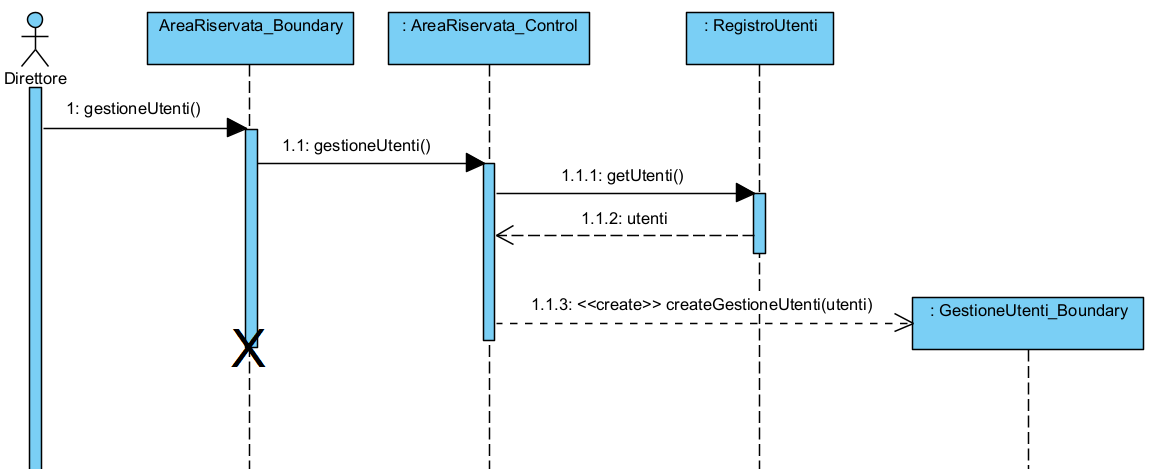 AreaRiservata_Boundary
: AreaRiservata_Control
: RegistroUtenti
Direttore
1: gestioneUtenti()
1.1: gestioneUtenti()
1.1.1: getUtenti()
1.1.2: utenti
1.1.3: <<create>> createGestioneUtenti(utenti)
: GestioneUtenti_Boundary